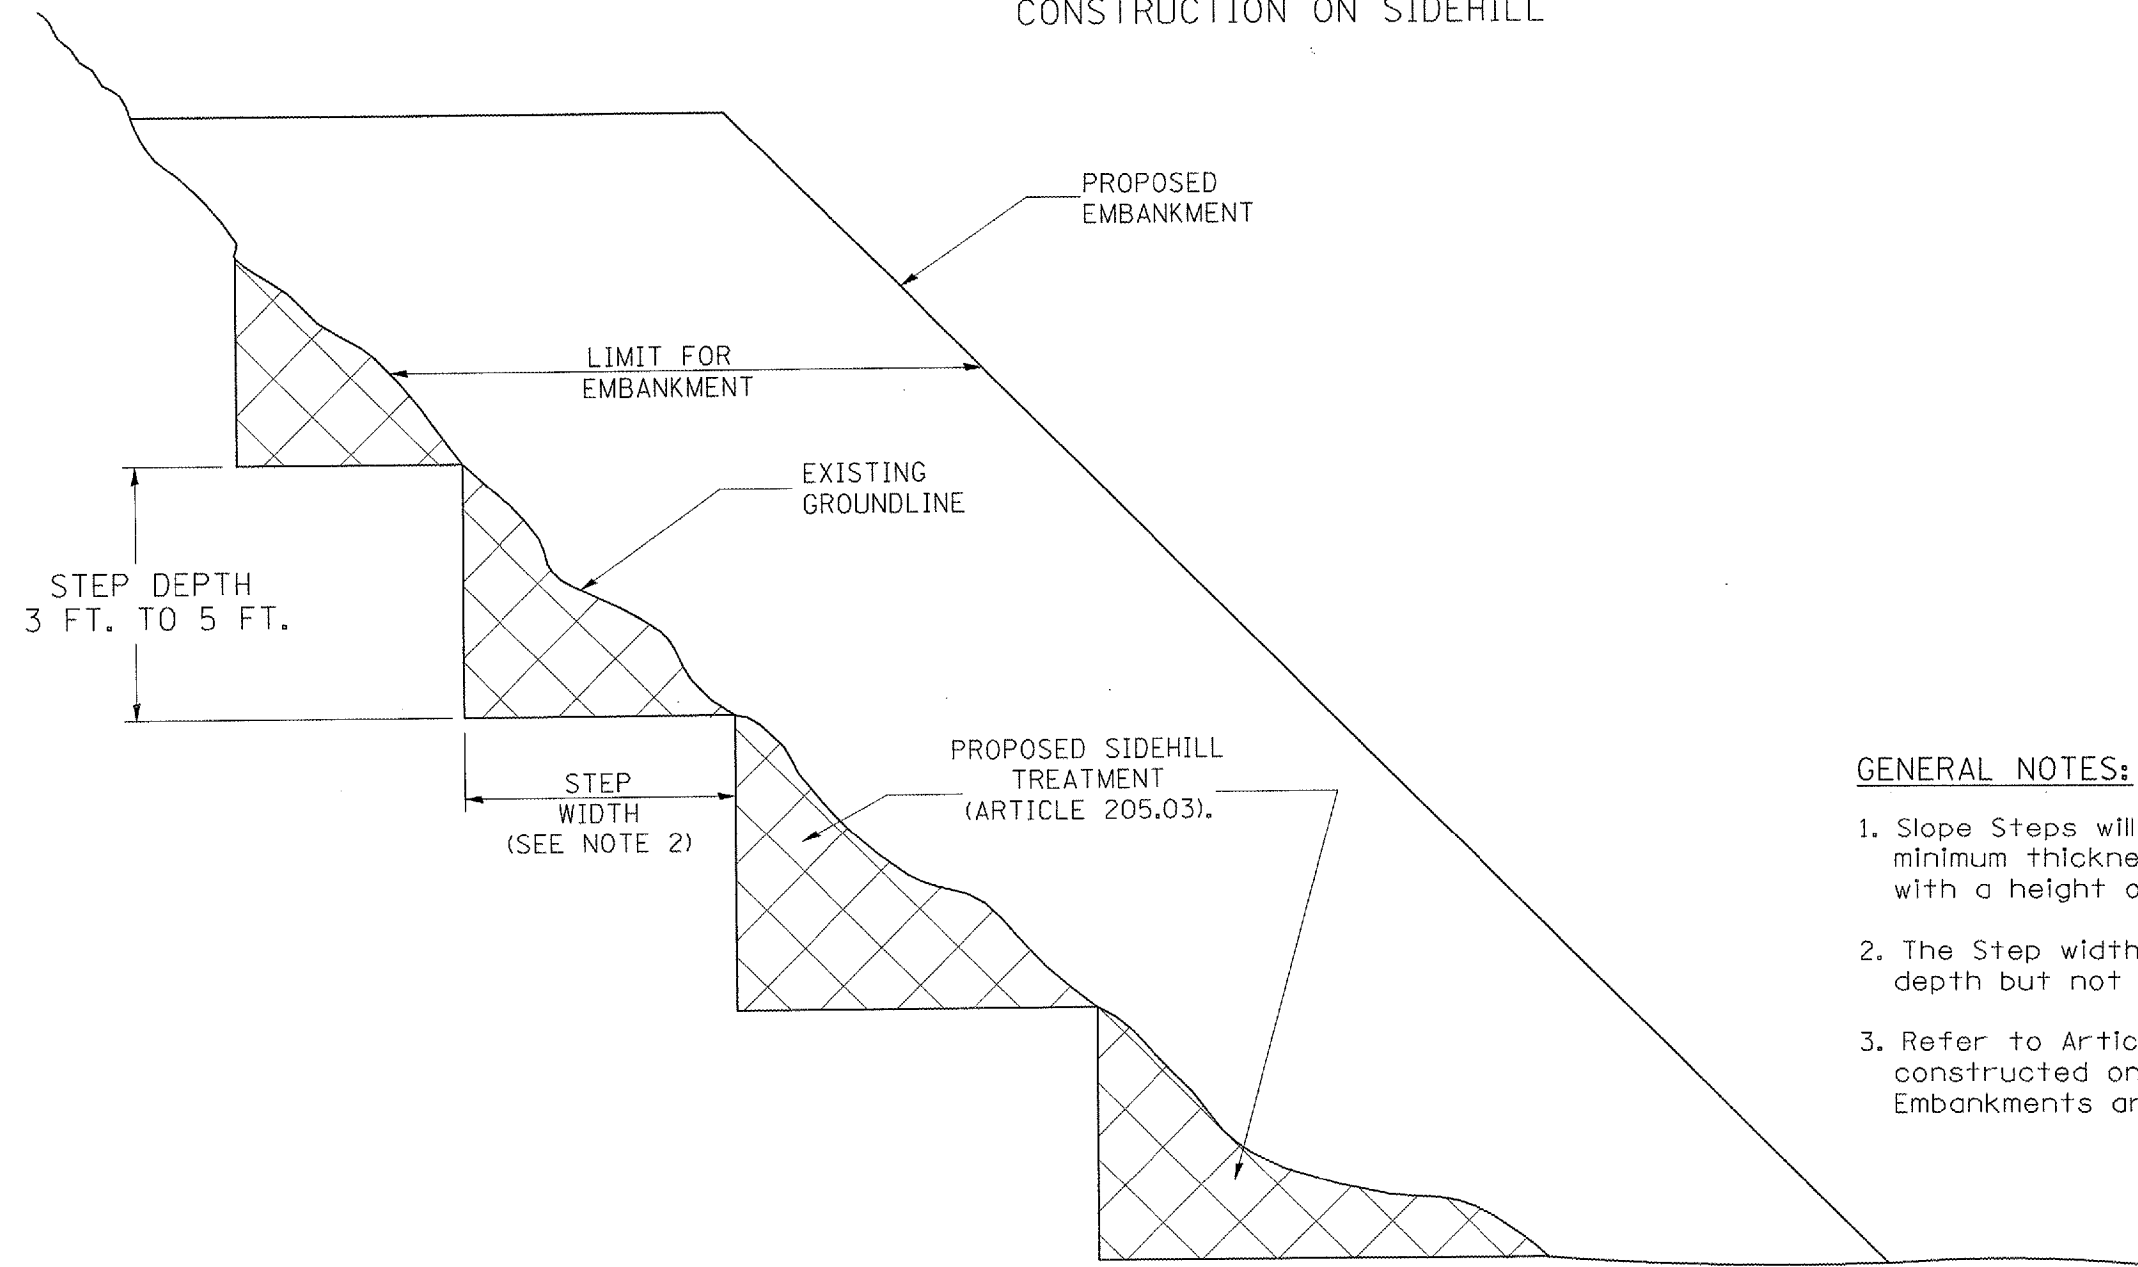 CONSTRUCTION ON SIDEHILL
PROPOSED
EMBANKMENT
LIMIT FOR
EMBANKMENT
EXISTING
GROUNDLINE
STEP DEPTH
3 FT. TO 5 FT.
STEP
WIDTH
(SEE NOTE 2)
PROPOSED SIDEHILL
TREATMENT
(ARTICLE 205.03).
GENERAL NOTES:
1. Slope Steps will
minimum thickne
with a height
2. The Step width
depth but not
3. Refer to Artic
constructed on
Embankments ar